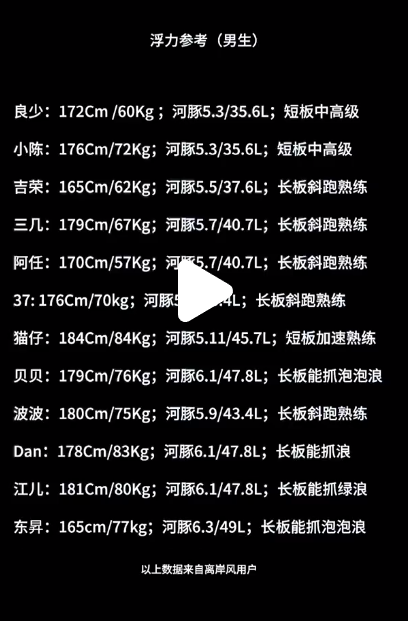 浮力参考（男生）
良少：172Cm /60Kg ；河豚5.3/35.6L；短板中高级
小陈：176Cm/72Kg；河豚5.3/35.6L；短板中高级
吉荣：165Cm/62Kg；河豚5.5/37.6L；长板斜跑熟练
三几：179Cm/67Kg；河豚5.7/40.7L；长板斜跑熟练
阿任：170Cm/57Kg；河豚5.7/40.7L；长板斜跑熟练
37: 176Cm/70kg；河豚5 4L；长板斜跑熟练
猫仔：184Cm/84Kg；河豚5.11/45.7L；短板加速熟练
贝贝：179Cm/76Kg；河豚6.1/47.8L；长板能抓泡泡浪
波波：180Cm/75Kg；河豚5.9/43.4L；长板斜跑熟练
Dan：178Cm/83Kg；河豚6.1/47.8L；长板能抓浪
江儿：181Cm/80Kg；河豚6.1/47.8L；长板能抓绿浪
东昇：165cm/77kg；河豚6.3/49L；长板能抓泡泡浪
以上数据来自离岸风用户